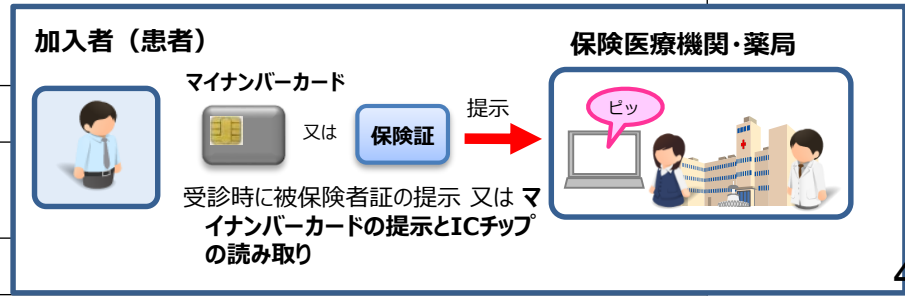 加入者（患者）
保険医療機関・薬局
マイナンバーカード
又は
保険証
提示
ピッ
受診時に被保険者証の提示 又は マ
イナンバーカードの提示とICチップ
の読み取り